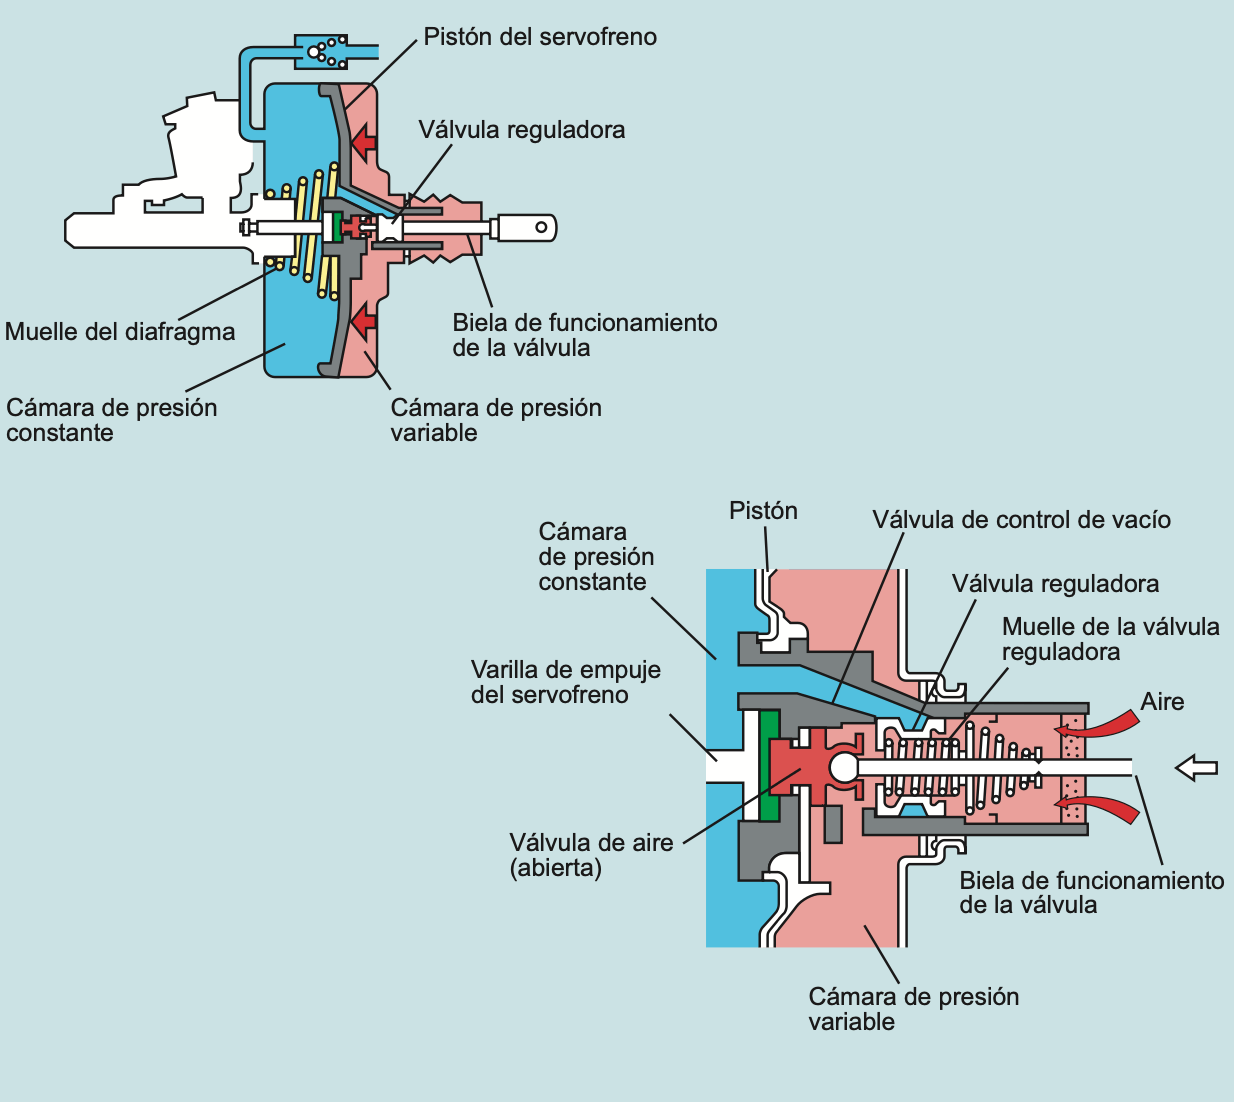 Pistón del servofreno
Válvula reguladora
Muelle del diafragma
Biela de funcionamiento
de la válvula
Cámara de presión
constante
Cámara de presión
variable
Pistón
Válvula de control de vacío
Cámara
de presión
constante
Válvula reguladora
Muelle de la válvula
reguladora
Varilla de empuje
del servofreno
Aire
Válvula de aire
(abierta)
Biela de funcionamiento
de la válvula
Cámara de presión
variable